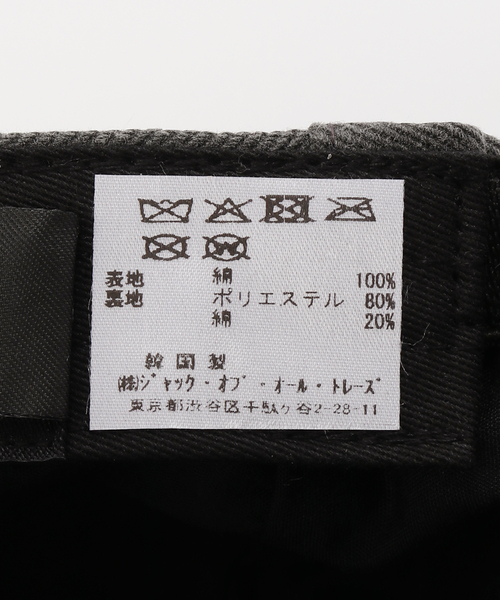 表地 綿 100%
裏地 ポリエステル 80%
綿 20%
韓国製
㈱ジャック・オブ・オール・トレーズ
東京都渋谷区千駄ヶ谷2-28-11